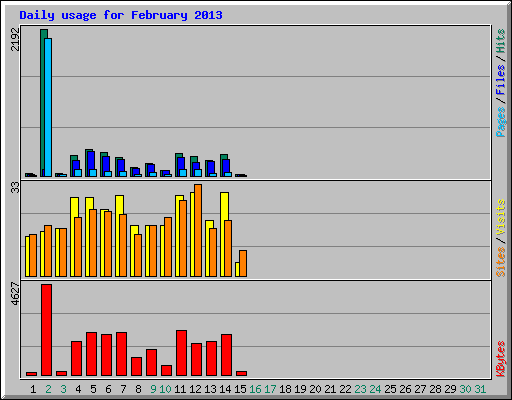 Daily usage for February 2013
2192
Pages / Files / Hits
33
Sites / Visits
4627
KBytes
1 2 3 4 5 6 7 8 9 10 11 12 13 14 15 16 17 18 19 20 21 22 23 24 25 26 27 28 29 30 31